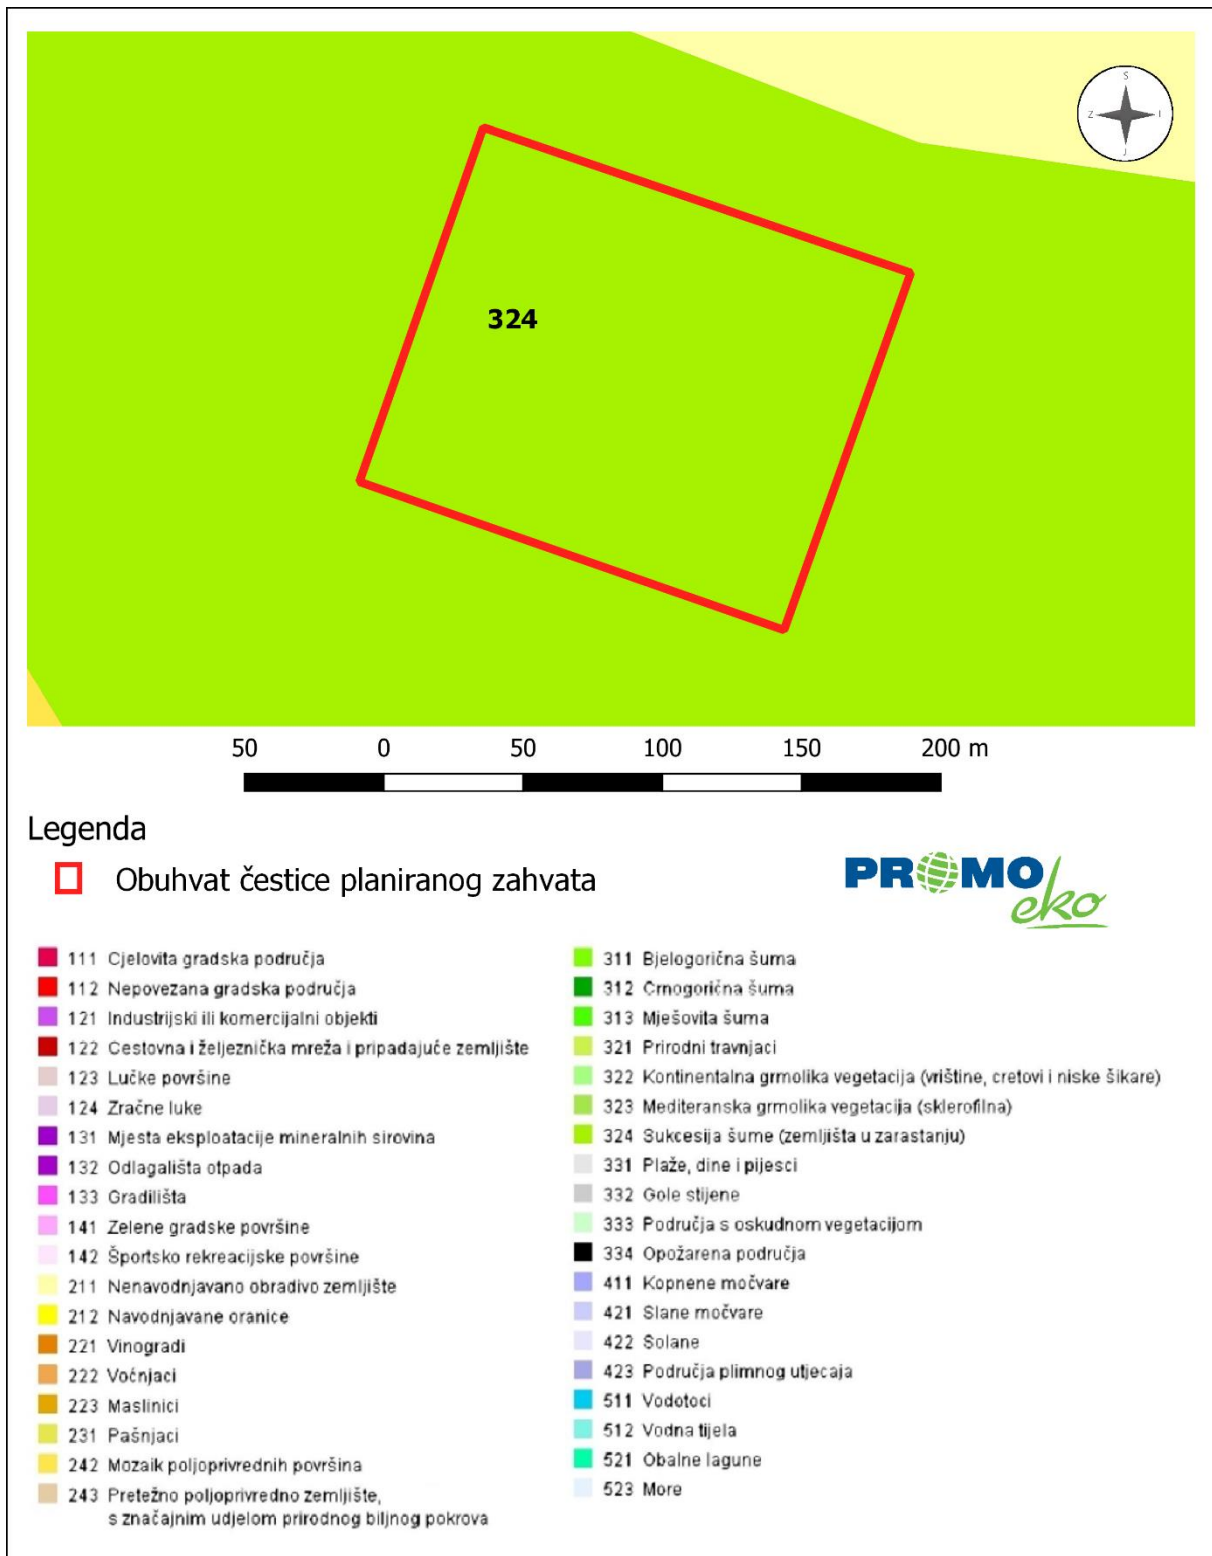 S
Z
I
J
324
50 0 50 100 150 200 m
Legenda
Obuhvat čestice planiranog zahvata
PROMO
eko
111 Cjelovita gradska područja
112 Nepovezana gradska područja
121 Industrijski ili komercijalni objekti
122 Cestovna i željeznička mreža i pripadajuće zemljište
123 Lučke površine
124 Zračne luke
131 Mjesta eksploatacije mineralnih sirovina
132 Odlagališta otpada
133 Gradilišta
141 Zelene gradske površine
142 Športsko rekreacijske površine
211 Nenavodnjavano obradivo zemljište
212 Navodnjavane oranice
221 Vinogradi
222 Voćnjaci
223 Maslinici
231 Pašnjaci
242 Mozaik poljoprivrednih površina
243 Pretežno poljoprivredno zemljište,
s značajnim udjelom prirodnog biljnog pokrova
311 Bjelogorična šuma
312 Crnogorična šuma
313 Mješovita šuma
321 Prirodni travnjaci
322 Kontinentalna grmolika vegetacija (vrištine, cretovi i niske šikare)
323 Mediteranska grmolika vegetacija (sklerofilna)
324 Sukcesija šume (zemljišta u zarastanju)
331 Plaže, dine i pijesci
332 Gole stijene
333 Područja s oskudnom vegetacijom
334 Opožarena područja
411 Kopnene močvare
421 Slane močvare
422 Solane
423 Područja plimnog utjecaja
511 Vodotoci
512 Vodna tijela
521 Obalne lagune
523 More